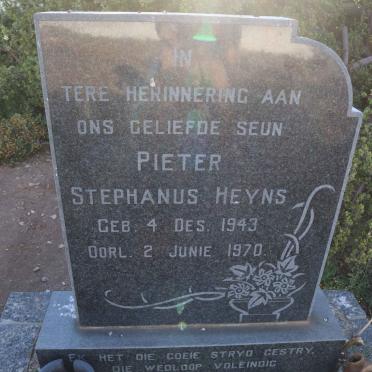 IN
TERE HERINNERING AAN
ONS GELIEFDE SEUN
PIETER
STEPHANUS HEYNS
GEB. 4 DES. 1943
OORL. 2 JUNIE 1970.
EK HET DIE GOEIE STRYD GESTRY,
DIE WEDLOOP VOLEINDIG